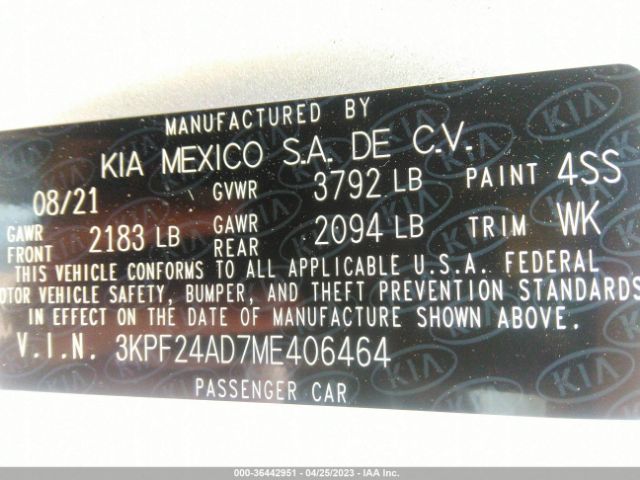 MANUFACTURED BY
KIA MEXICO S.A. DE C.V.
08/21 GVWR 3792 LB PAINT 4SS
GAWR FRONT 2183 LB GAWR REAR 2094 LB TRIM WK
THIS VEHICLE CONFORMS TO ALL APPLICABLE U.S.A. FEDERAL
OTOR VEHICLE SAFETY, BUMPER, AND THEFT PREVENTION STANDARDS
IN EFFECT ON THE DATE OF MANUFACTURE SHOWN ABOVE.
V.I.N. 3KPF24AD7ME406464
PASSENGER CAR
000-36442951 - 04/25/2023 - IAA Inc.